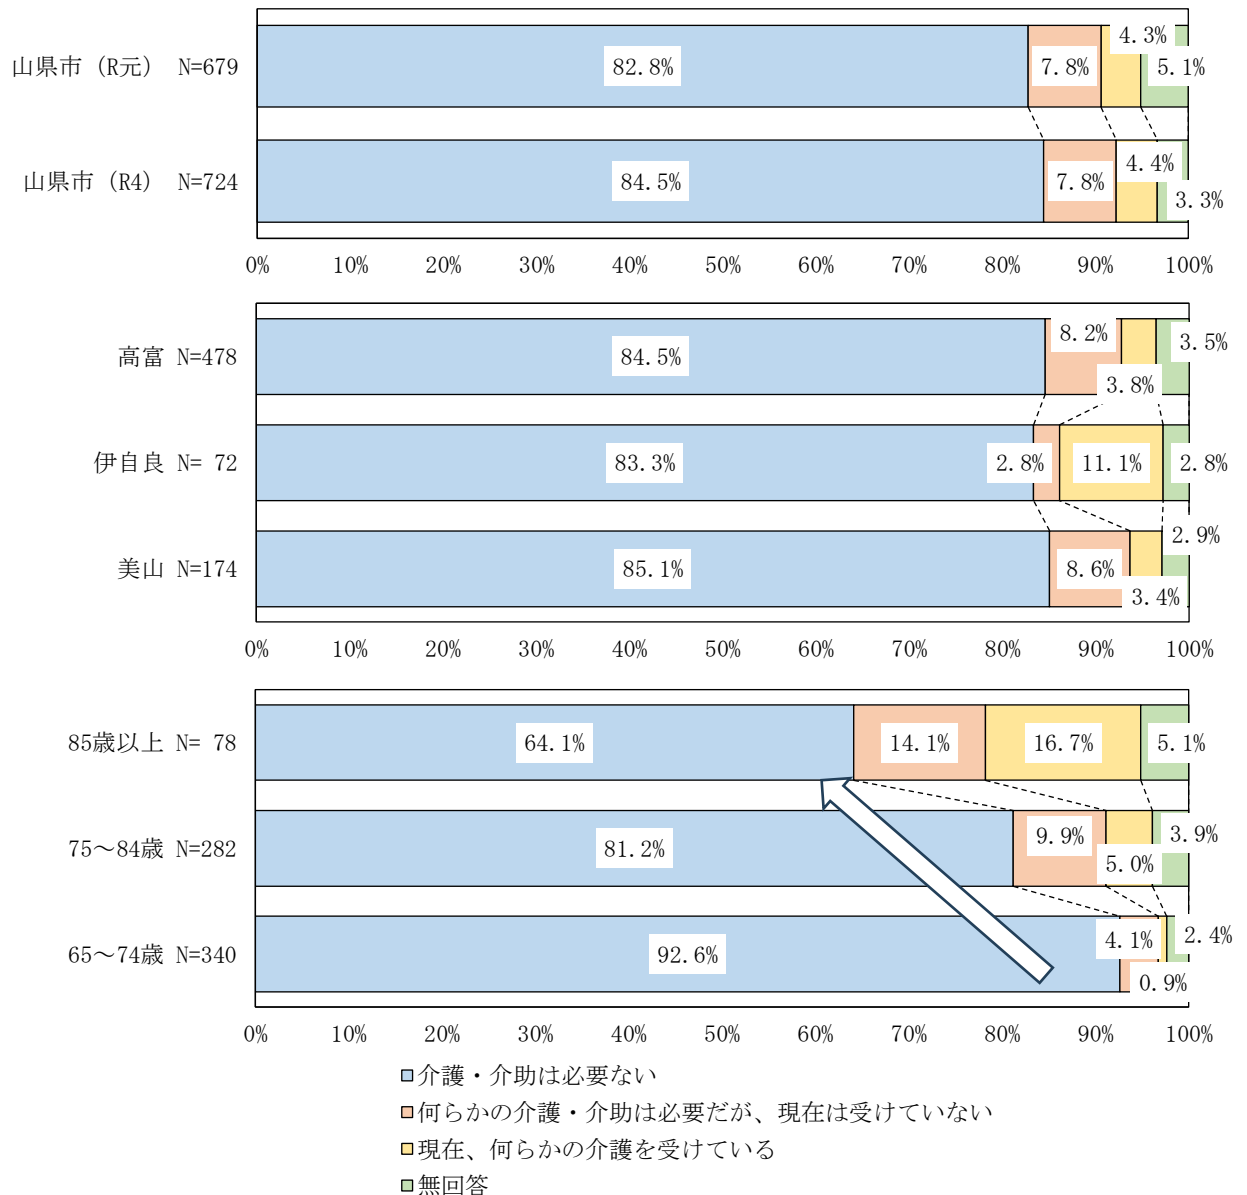 山県市（R元） N=679
82.8%
7.8%
4.3%
5.1%
山県市（R4） N=724
84.5%
7.8%
4.4%
3.3%
0% 10% 20% 30% 40% 50% 60% 70% 80% 90% 100%
高富 N=478
84.5%
8.2%
3.8%
3.5%
伊自良 N= 72
83.3%
2.8%
11.1%
2.8%
美山 N=174
85.1%
8.6%
3.4%
2.9%
0% 10% 20% 30% 40% 50% 60% 70% 80% 90% 100%
85歳以上 N= 78
64.1%
14.1%
16.7%
5.1%
75～84歳 N=282
81.2%
9.9%
5.0%
3.9%
65～74歳 N=340
92.6%
4.1%
0.9%
2.4%
0% 10% 20% 30% 40% 50% 60% 70% 80% 90% 100%
介護・介助は必要ない
何らかの介護・介助は必要だが、現在は受けていない
現在、何らかの介護を受けている
無回答